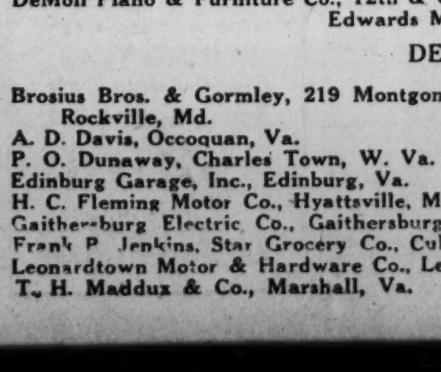 DeMoll Piano & Furniture Co., 12th &
Edwards M
DE
Brosius Bros. & Gormley, 219 Montgom
Rockville, Md.
A. D. Davis, Occoquan, Va.
P. O. Dunaway, Charles Town, W. Va.
Edinburg Garage, Inc., Edinburg, Va.
H. C. Fleming Motor Co., Hyattsville, M
Gaithersburg Electric Co., Gaithersburg
Frank P Jenkins, Star Grocery Co., Cul
Leonardtown Motor & Hardware Co., Le
T. H. Maddux & Co., Marshall, Va.